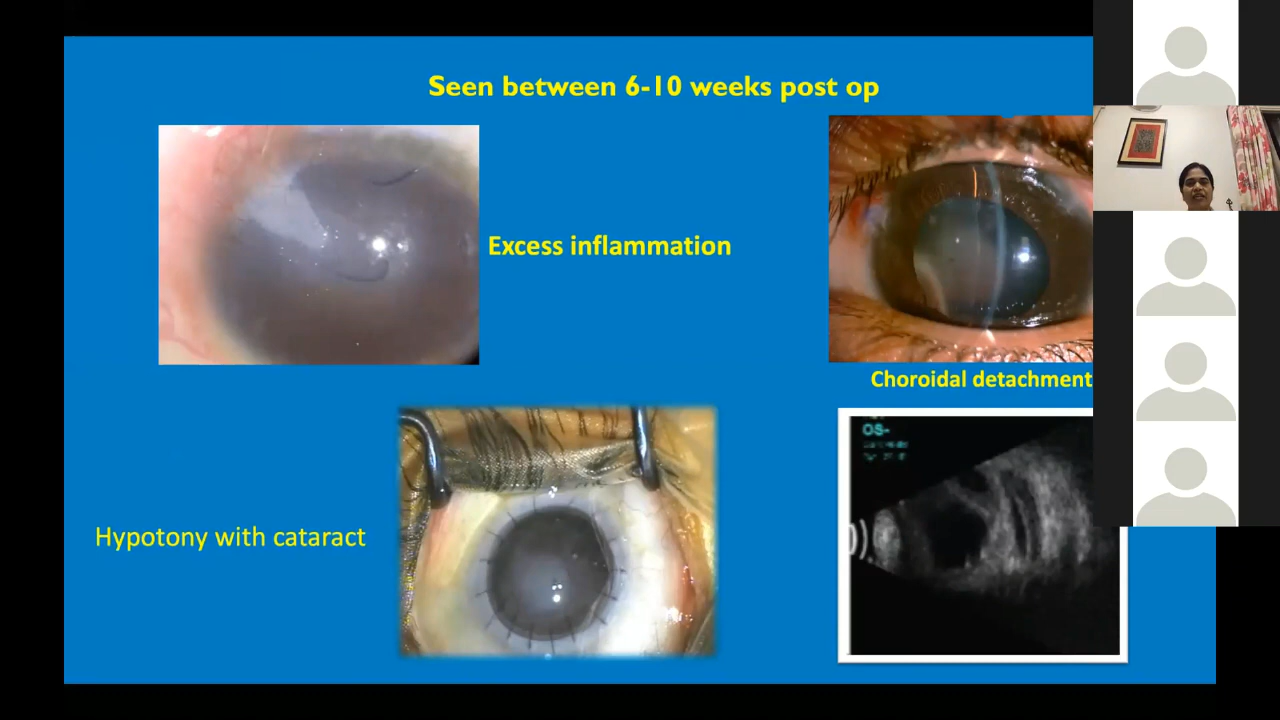 Seen between 6-10 weeks post op
Excess inflammation
Choroidal detachment
Hypotony with cataract
OS-